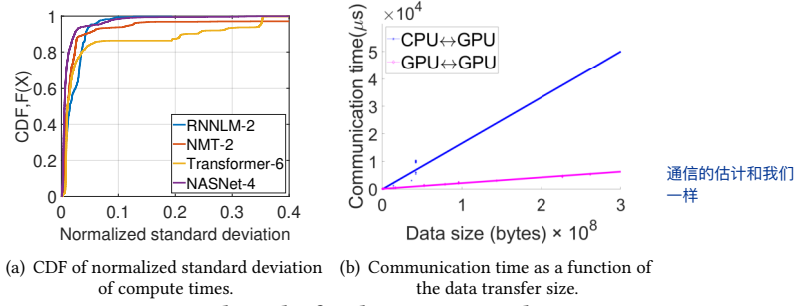 1
0.8
0.6
0.4
0.2
0
CDF,F(X)
RNNLM-2
NMT-2
Transformer-6
NASNet-4
0 0.1 0.2 0.3 0.4
Normalized standard deviation
(a) CDF of normalized standard deviation
of compute times.
×10⁴
5
4
3
2
1
0
Communication time(μs)
CPU↔GPU
GPU↔GPU
0 1 2 3
Data size (bytes) × 10⁸
(b) Communication time as a function of
the data transfer size.
通信的估计和我们
一样